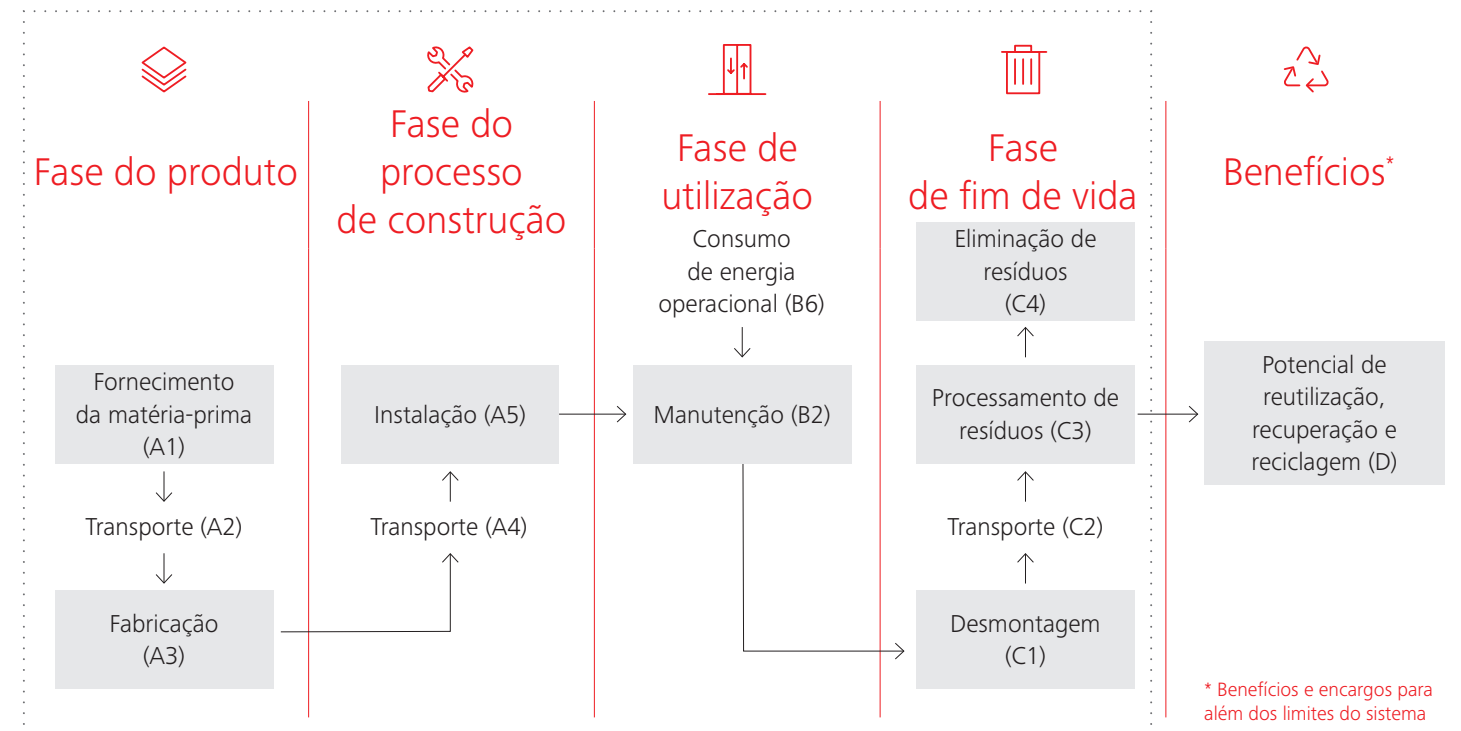 Fase do produto
Fornecimento
da matéria-prima
(A1)
Transporte (A2)
Fabricação
(A3)
Fase do
processo
de construção
Instalação (A5)
Transporte (A4)
Fase de
utilização
Consumo
de energia
operacional (B6)
Manutenção (B2)
Fase
de fim de vida
Eliminação de
resíduos
(C4)
Processamento de
resíduos (C3)
Transporte (C2)
Desmontagem
(C1)
Benefícios*
Potencial de
reutilização,
recuperação e
reciclagem (D)
* Benefícios e encargos para
além dos limites do sistema